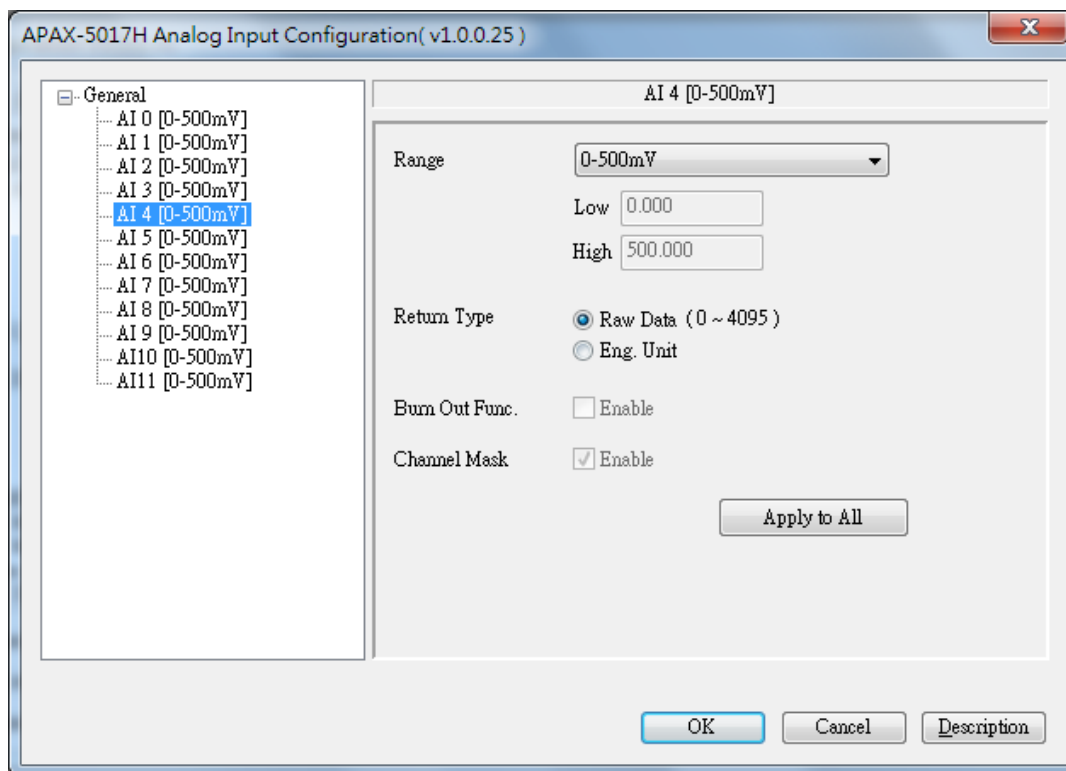 APAX-5017H Analog Input Configuration( v1.0.0.25 )
General
AI 0 [0-500mV]
AI 1 [0-500mV]
AI 2 [0-500mV]
AI 3 [0-500mV]
AI 4 [0-500mV]
AI 5 [0-500mV]
AI 6 [0-500mV]
AI 7 [0-500mV]
AI 8 [0-500mV]
AI 9 [0-500mV]
AI10 [0-500mV]
AI11 [0-500mV]
AI 4 [0-500mV]
Range 0-500mV
Low 0.000
High 500.000
Return Type Raw Data ( 0 ~ 4095 )
Eng. Unit
Burn Out Func. Enable
Channel Mask Enable
Apply to All
OK Cancel Description